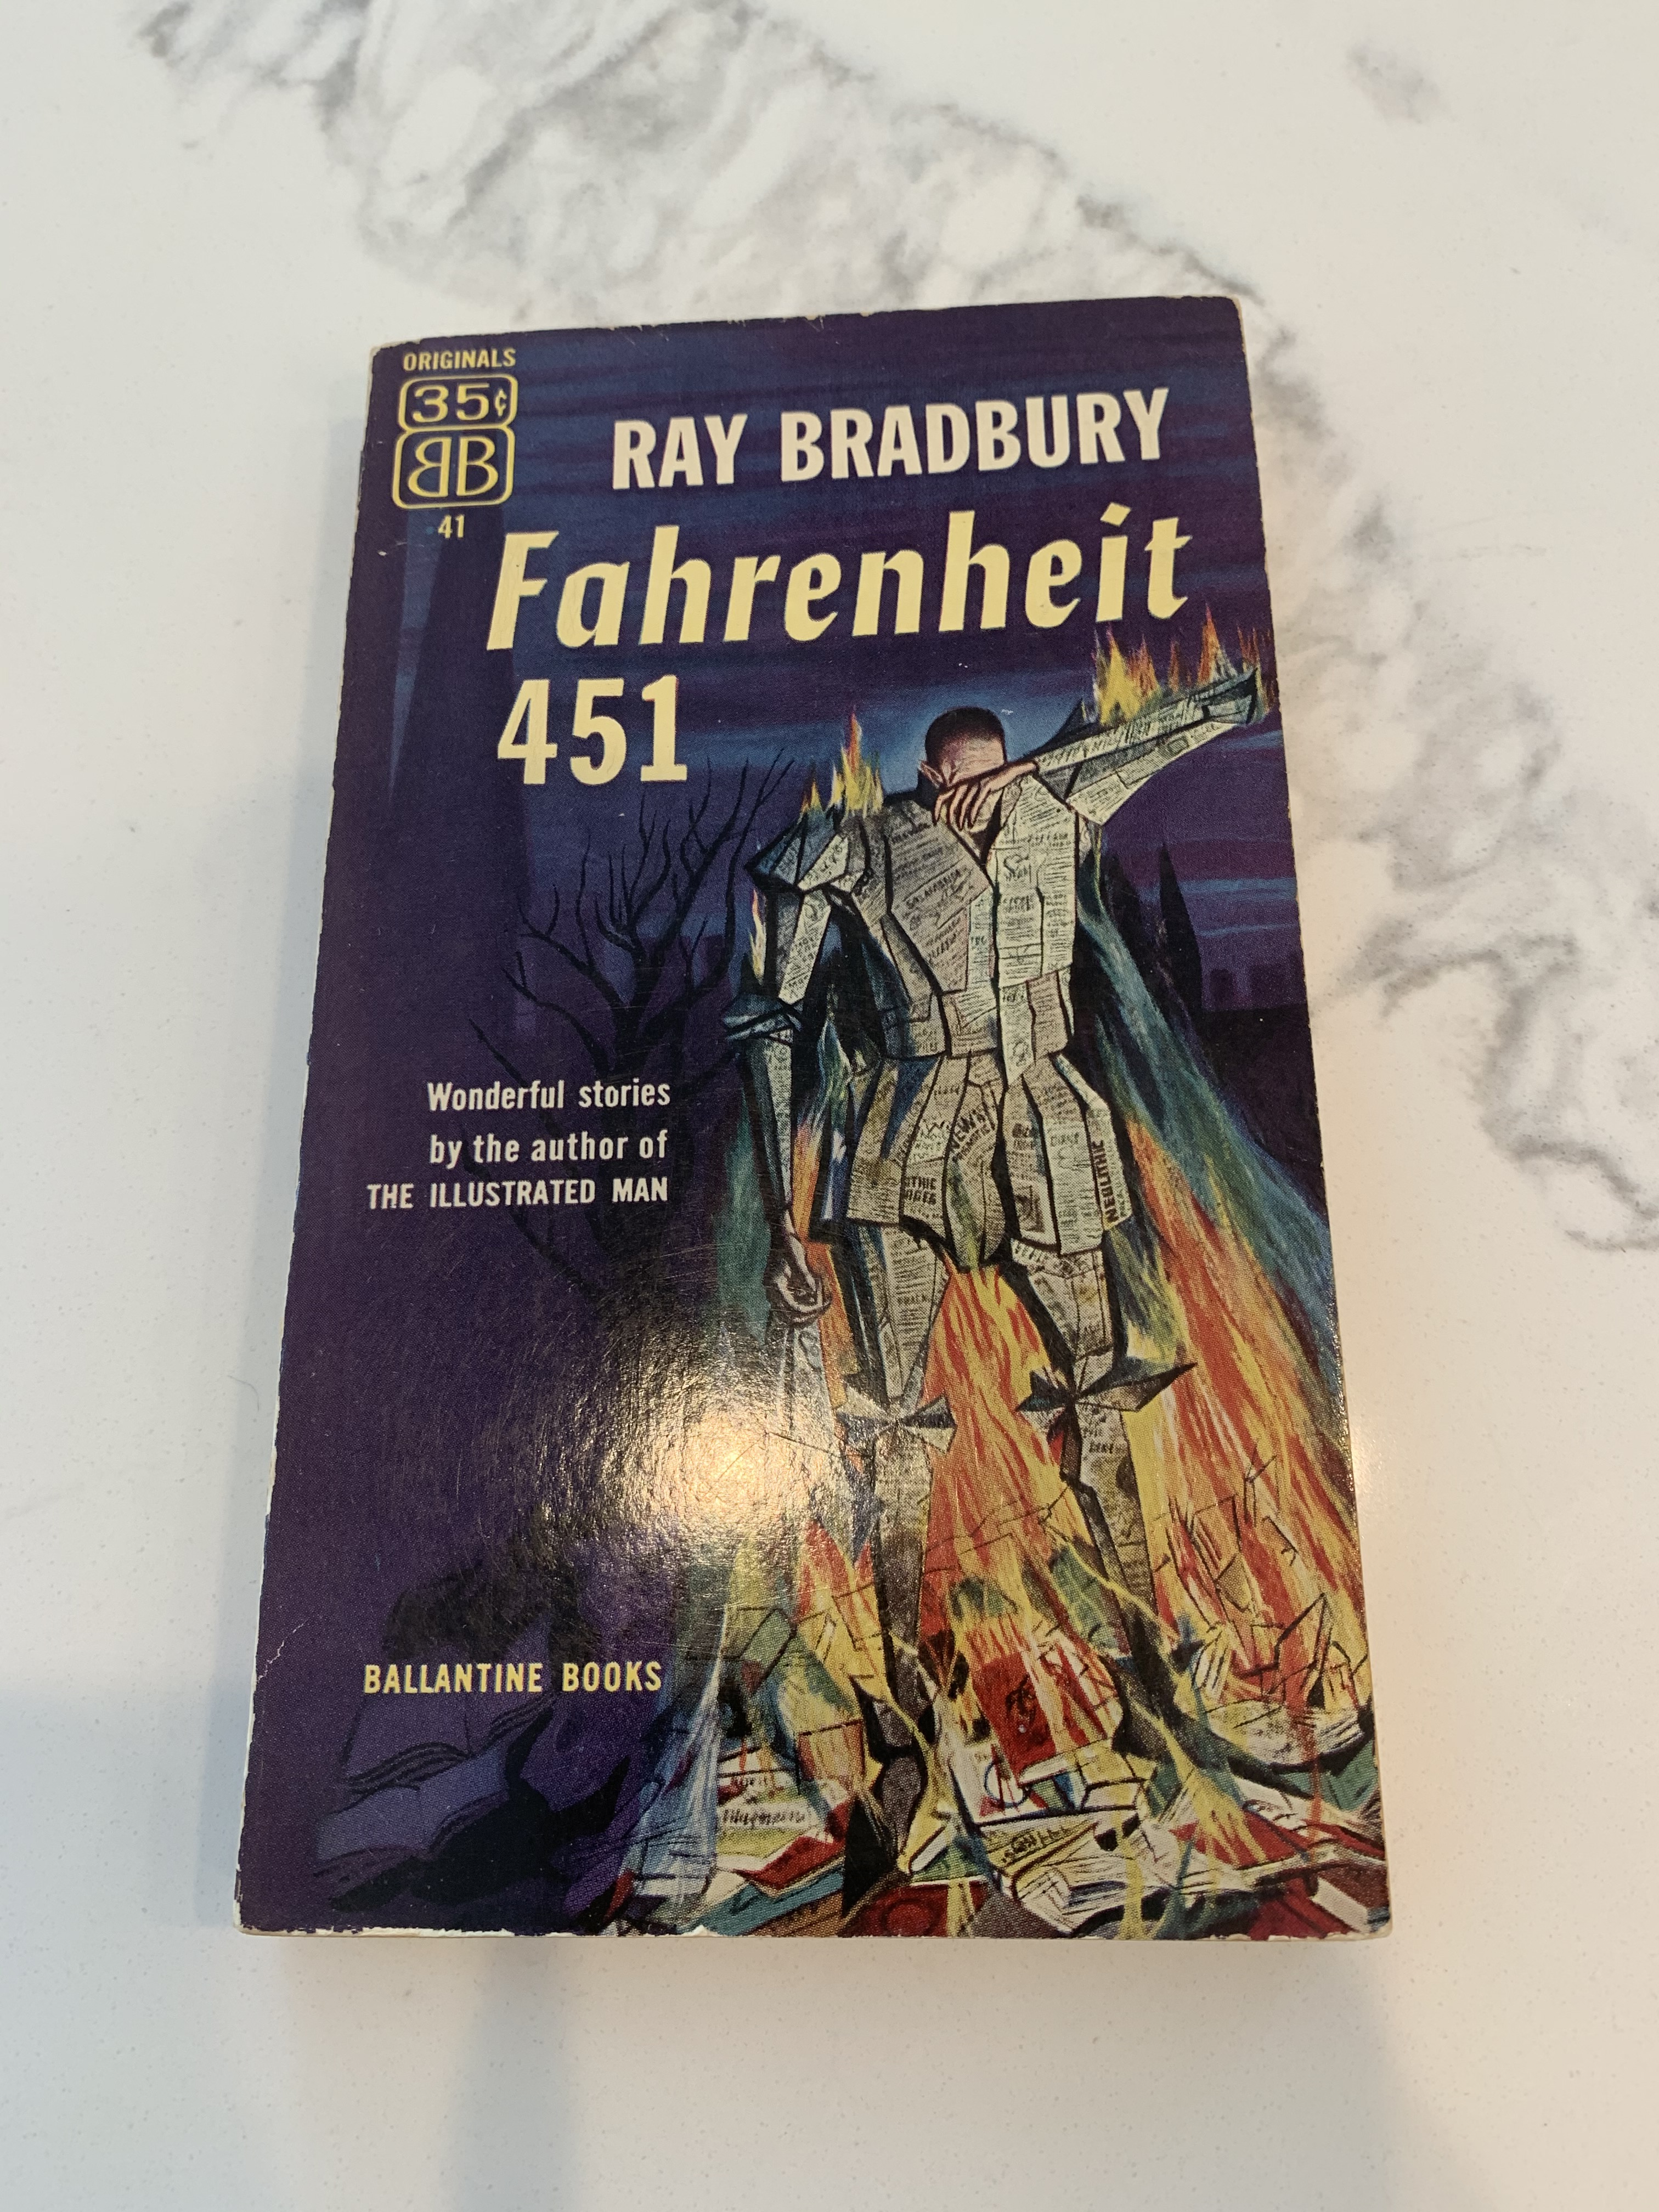 ORIGINALS
35¢
BB
41
RAY BRADBURY
Fahrenheit
451
Wonderful stories
by the author of
THE ILLUSTRATED MAN
NEOLITHIC
BALLANTINE BOOKS